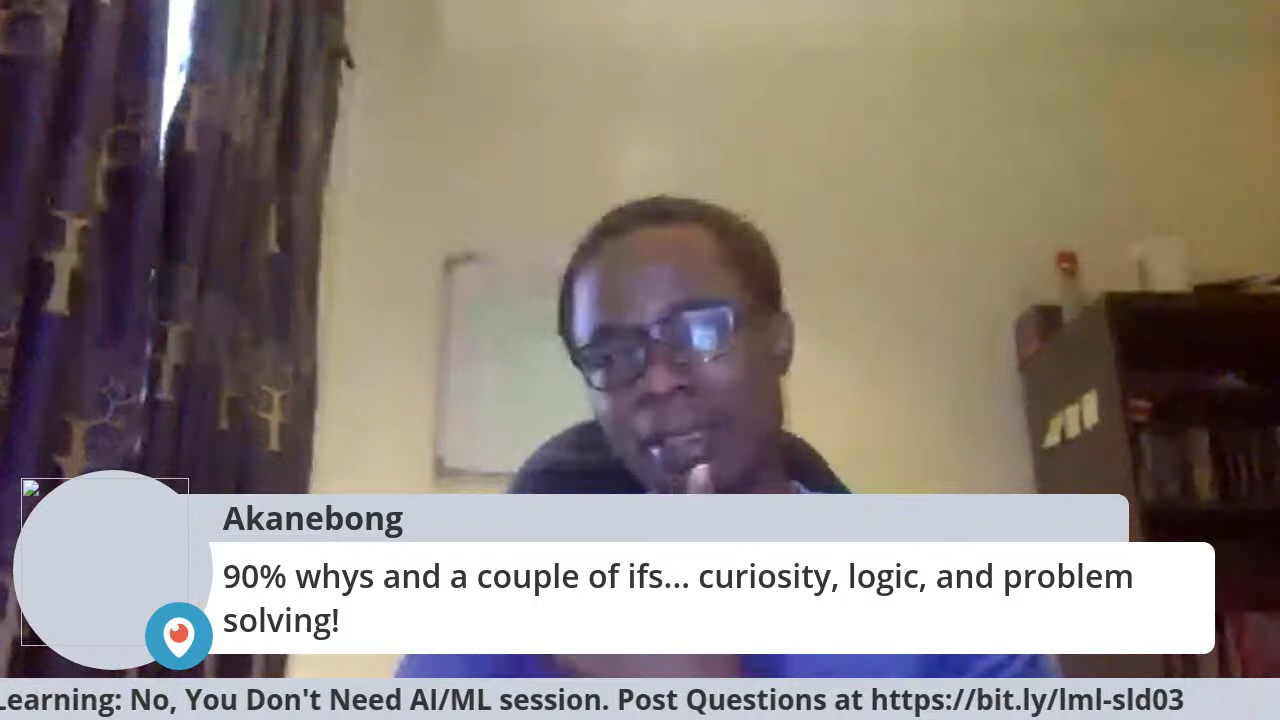 Akanebong
90% whys and a couple of ifs... curiosity, logic, and problem
solving!
Learning: No, You Don't Need AI/ML session. Post Questions at https://bit.ly/lml-sld03